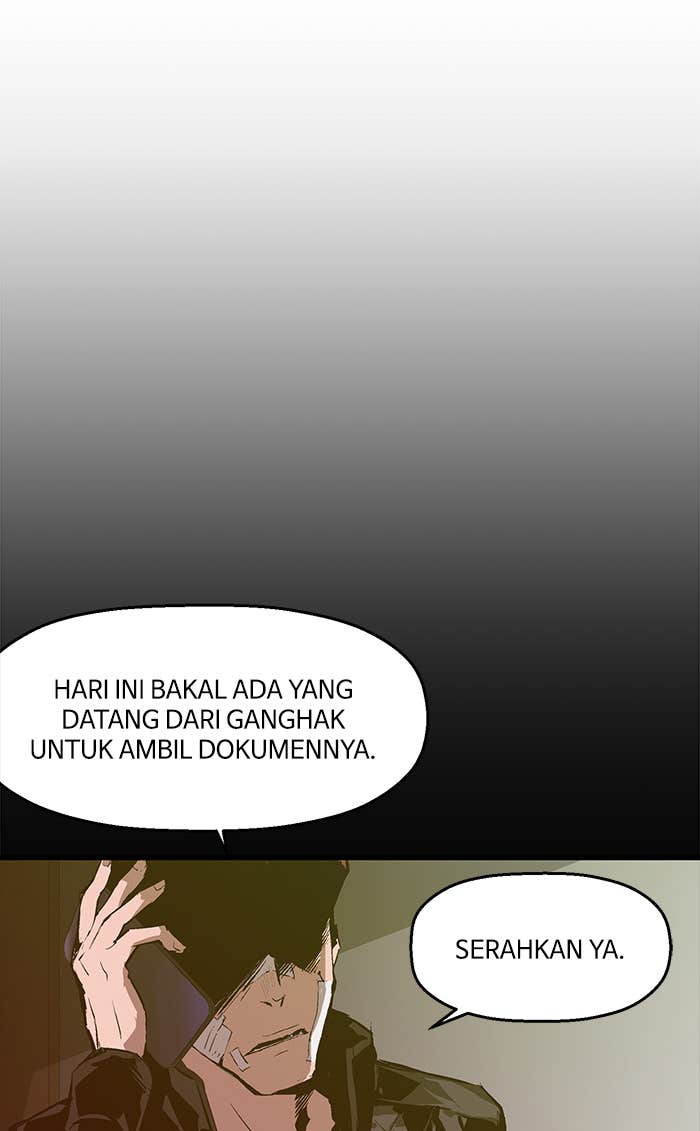 HARI INI BAKAL ADA YANG
DATANG DARI GANGHAK
UNTUK AMBIL DOKUMENNYA.
SERAHKAN YA.